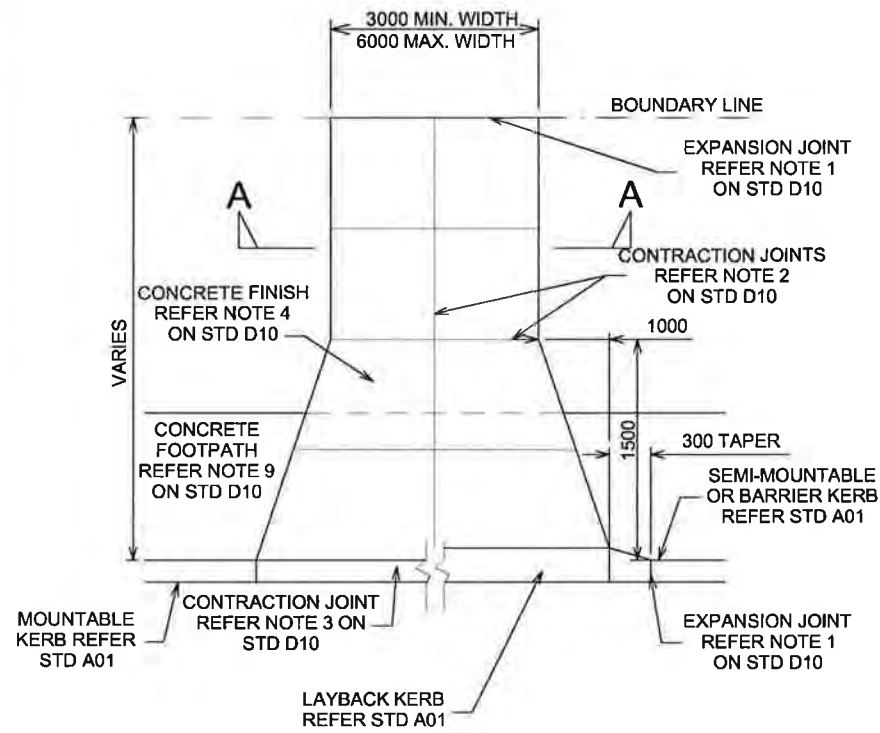 3000 MIN. WIDTH
6000 MAX. WIDTH
BOUNDARY LINE
EXPANSION JOINT
REFER NOTE 1
ON STD D10
A
A
CONTRACTION JOINTS
REFER NOTE 2
ON STD D10
CONCRETE FINISH
REFER NOTE 4
ON STD D10
1000
VARIES
1500
CONCRETE
FOOTPATH
REFER NOTE 9
ON STD D10
300 TAPER
SEMI-MOUNTABLE
OR BARRIER KERB
REFER STD A01
MOUNTABLE
KERB REFER
STD A01
CONTRACTION JOINT
REFER NOTE 3 ON
STD D10
EXPANSION JOINT
REFER NOTE 1
ON STD D10
LAYBACK KERB
REFER STD A01